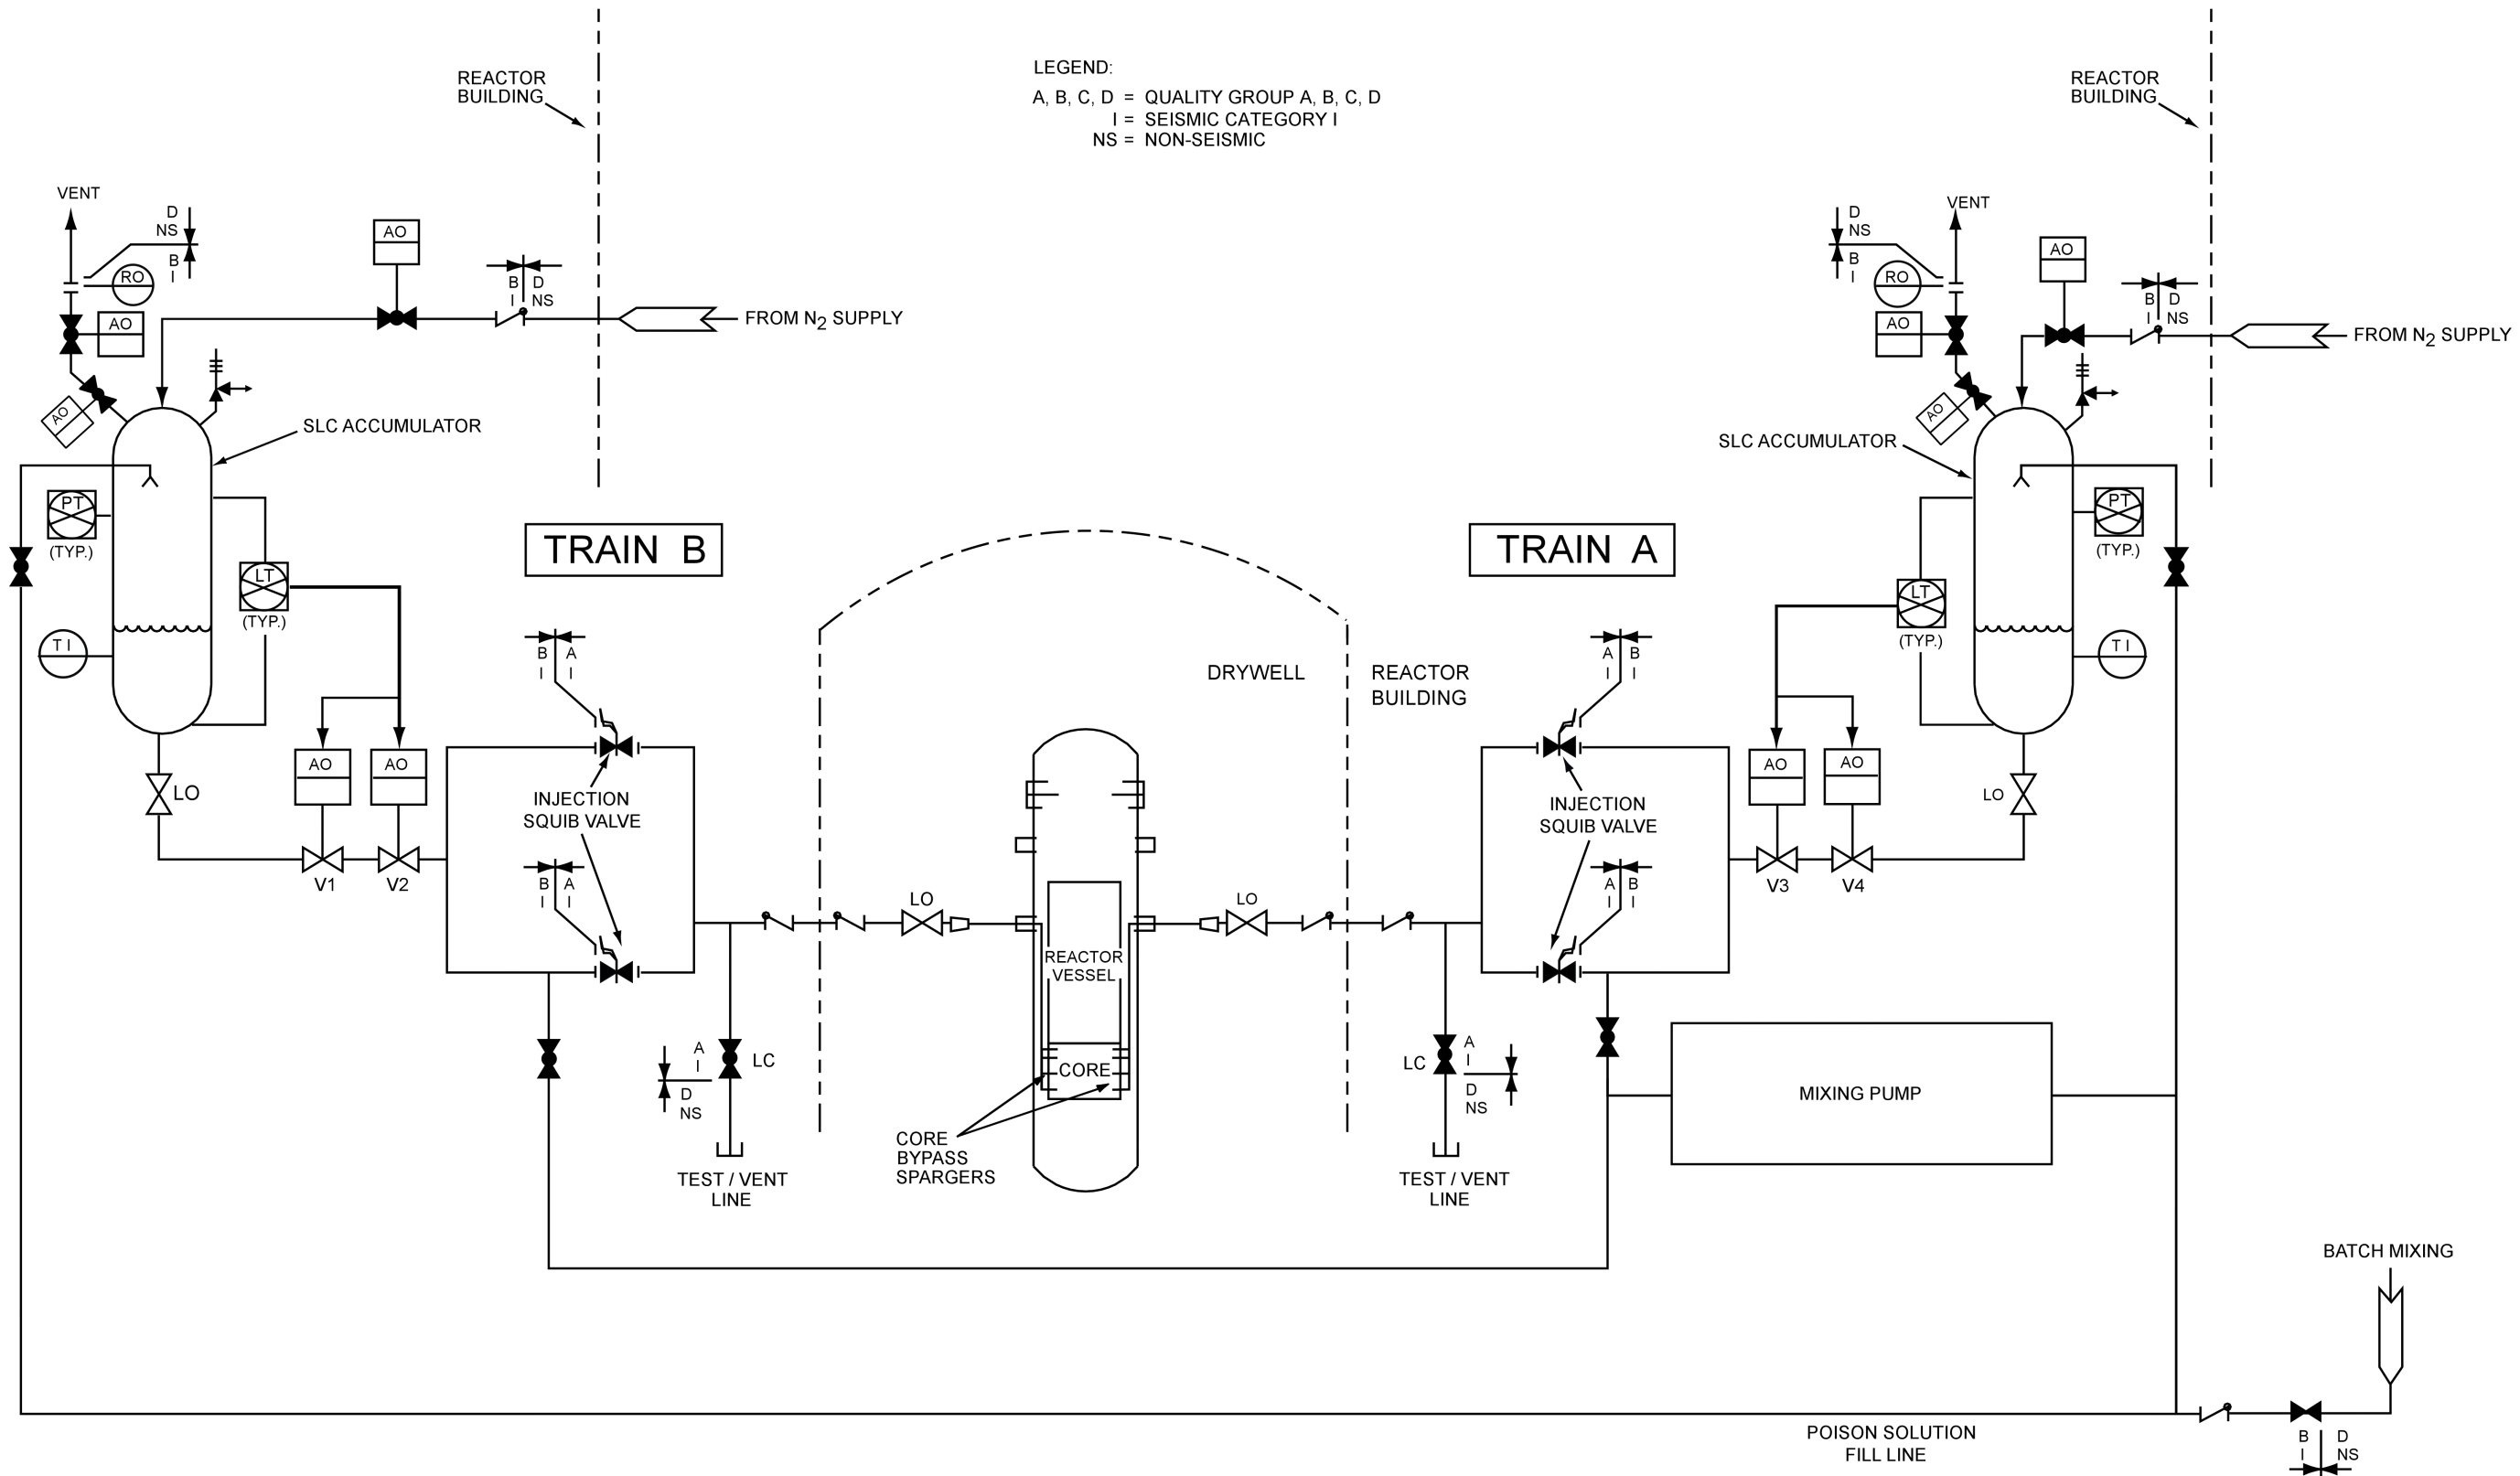 REACTOR
BUILDING
LEGEND:
A, B, C, D = QUALITY GROUP A, B, C, D
I = SEISMIC CATEGORY I
NS = NON-SEISMIC
REACTOR
BUILDING
VENT
D
NS
B
I
RO
AO
AO
AO
B
I
D
NS
FROM N2 SUPPLY
SLC ACCUMULATOR
PT
(TYP.)
LT
(TYP.)
T I
TRAIN B
AO
AO
LO
V1
V2
B
I
A
I
INJECTION
SQUIB VALVE
B
I
A
I
A
I
D
NS
LC
TEST / VENT
LINE
LO
DRYWELL
REACTOR
BUILDING
REACTOR
VESSEL
CORE
CORE
BYPASS
SPARGERS
LO
TRAIN A
VENT
D
NS
B
I
RO
AO
AO
AO
B
I
D
NS
FROM N2 SUPPLY
SLC ACCUMULATOR
PT
(TYP.)
LT
(TYP.)
T I
A
I
B
I
INJECTION
SQUIB VALVE
A
I
B
I
AO
AO
LO
V3
V4
LC
A
I
D
NS
TEST / VENT
LINE
MIXING PUMP
BATCH MIXING
POISON SOLUTION
FILL LINE
B
I
D
NS